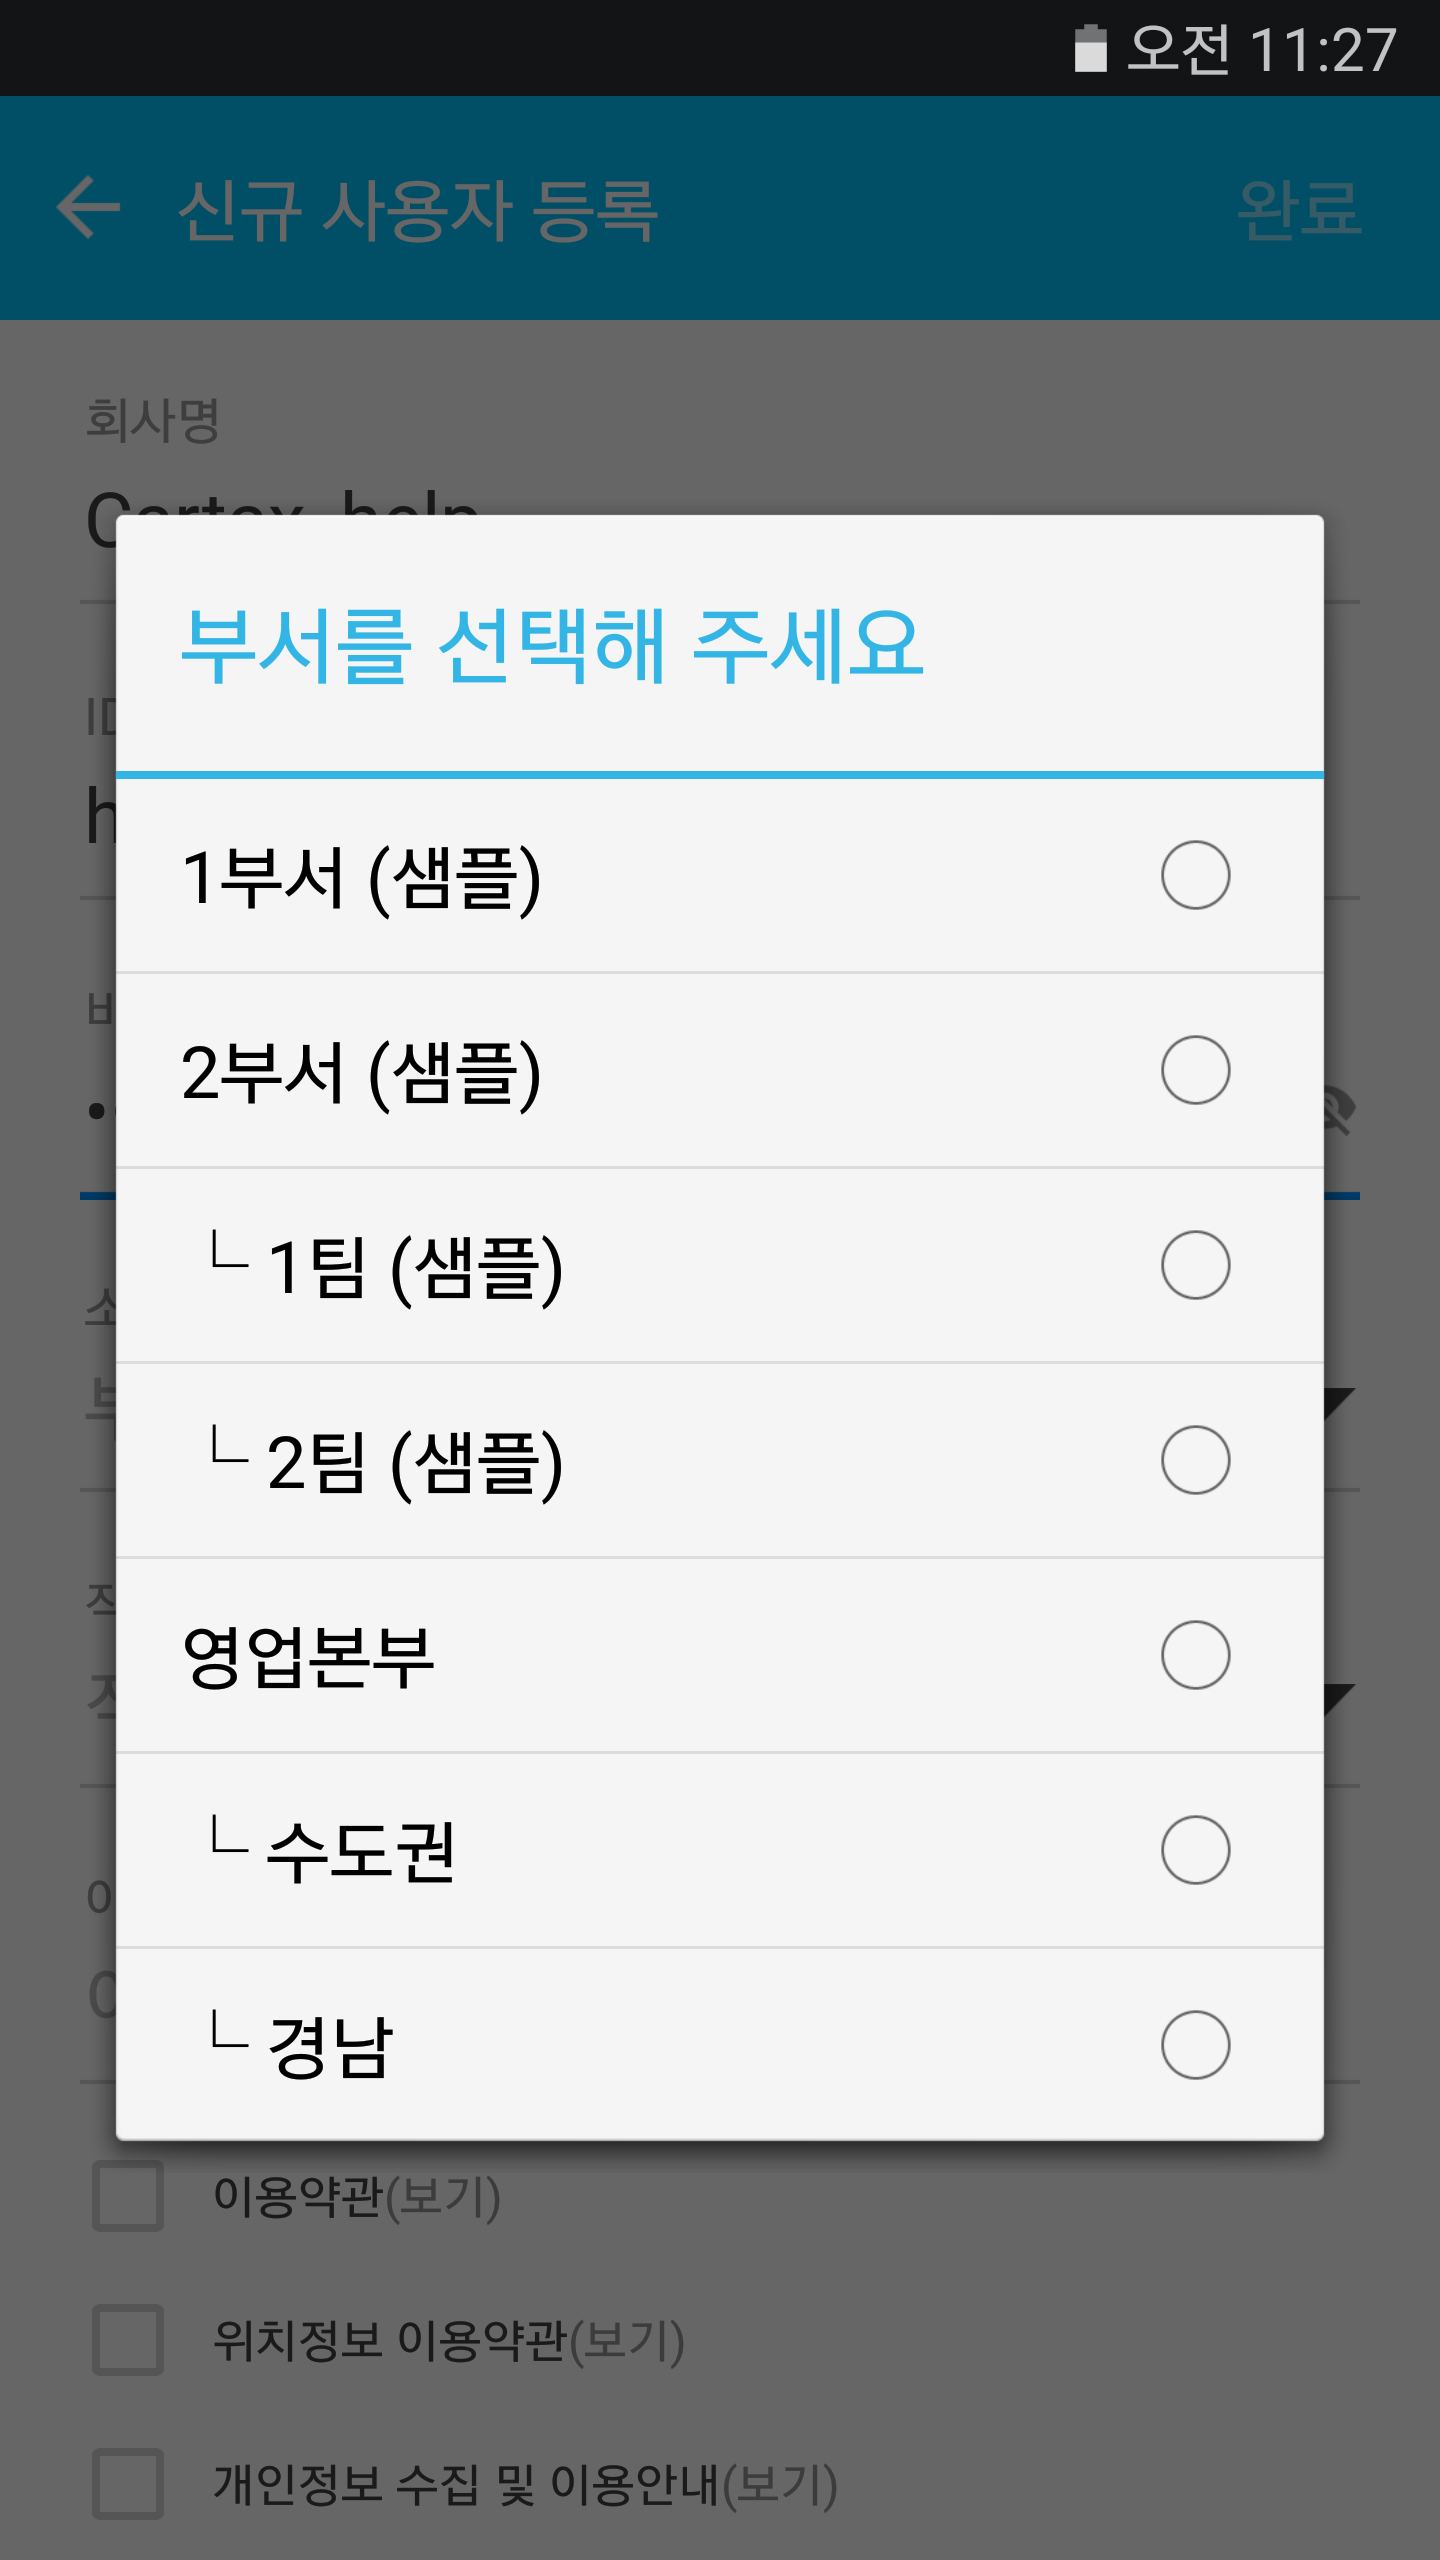 오전 11:27
신규 사용자 등록 완료
회사명
부서를 선택해 주세요
ID
1부서 (샘플)
2부서 (샘플)
└ 1팀 (샘플)
└ 2팀 (샘플)
영업본부
└ 수도권
└ 경남
이용약관(보기)
위치정보 이용약관(보기)
개인정보 수집 및 이용안내(보기)